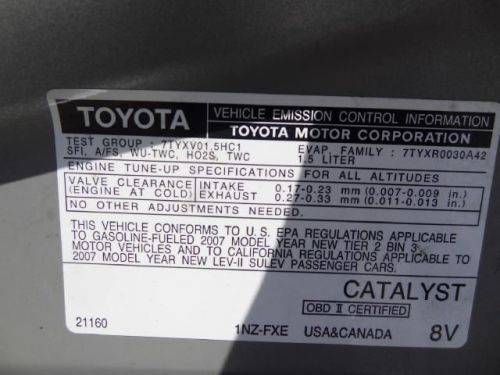 TOYOTA
VEHICLE EMISSION CONTROL INFORMATION
TOYOTA MOTOR CORPORATION
TEST GROUP : 7TYXV01.5HC1 EVAP. FAMILY : 7TYXR0030A42
SFI, A/FS, WU-TWC, HO2S, TWC 1.5 LITER
ENGINE TUNE-UP SPECIFICATIONS FOR ALL ALTITUDES
VALVE CLEARANCE INTAKE 0.17-0.23 mm (0.007-0.009 in.)
(ENGINE AT COLD) EXHAUST 0.27-0.33 mm (0.011-0.013 in.)
NO OTHER ADJUSTMENTS NEEDED.
THIS VEHICLE CONFORMS TO U.S. EPA REGULATIONS APPLICABLE
TO GASOLINE-FUELED 2007 MODEL YEAR NEW TIER 2 BIN 3
MOTOR VEHICLES AND TO CALIFORNIA REGULATIONS APPLICABLE TO
2007 MODEL YEAR NEW LEV-II SULEV PASSENGER CARS.
CATALYST
OBD II CERTIFIED
21160 1NZ-FXE USA&CANADA 8V